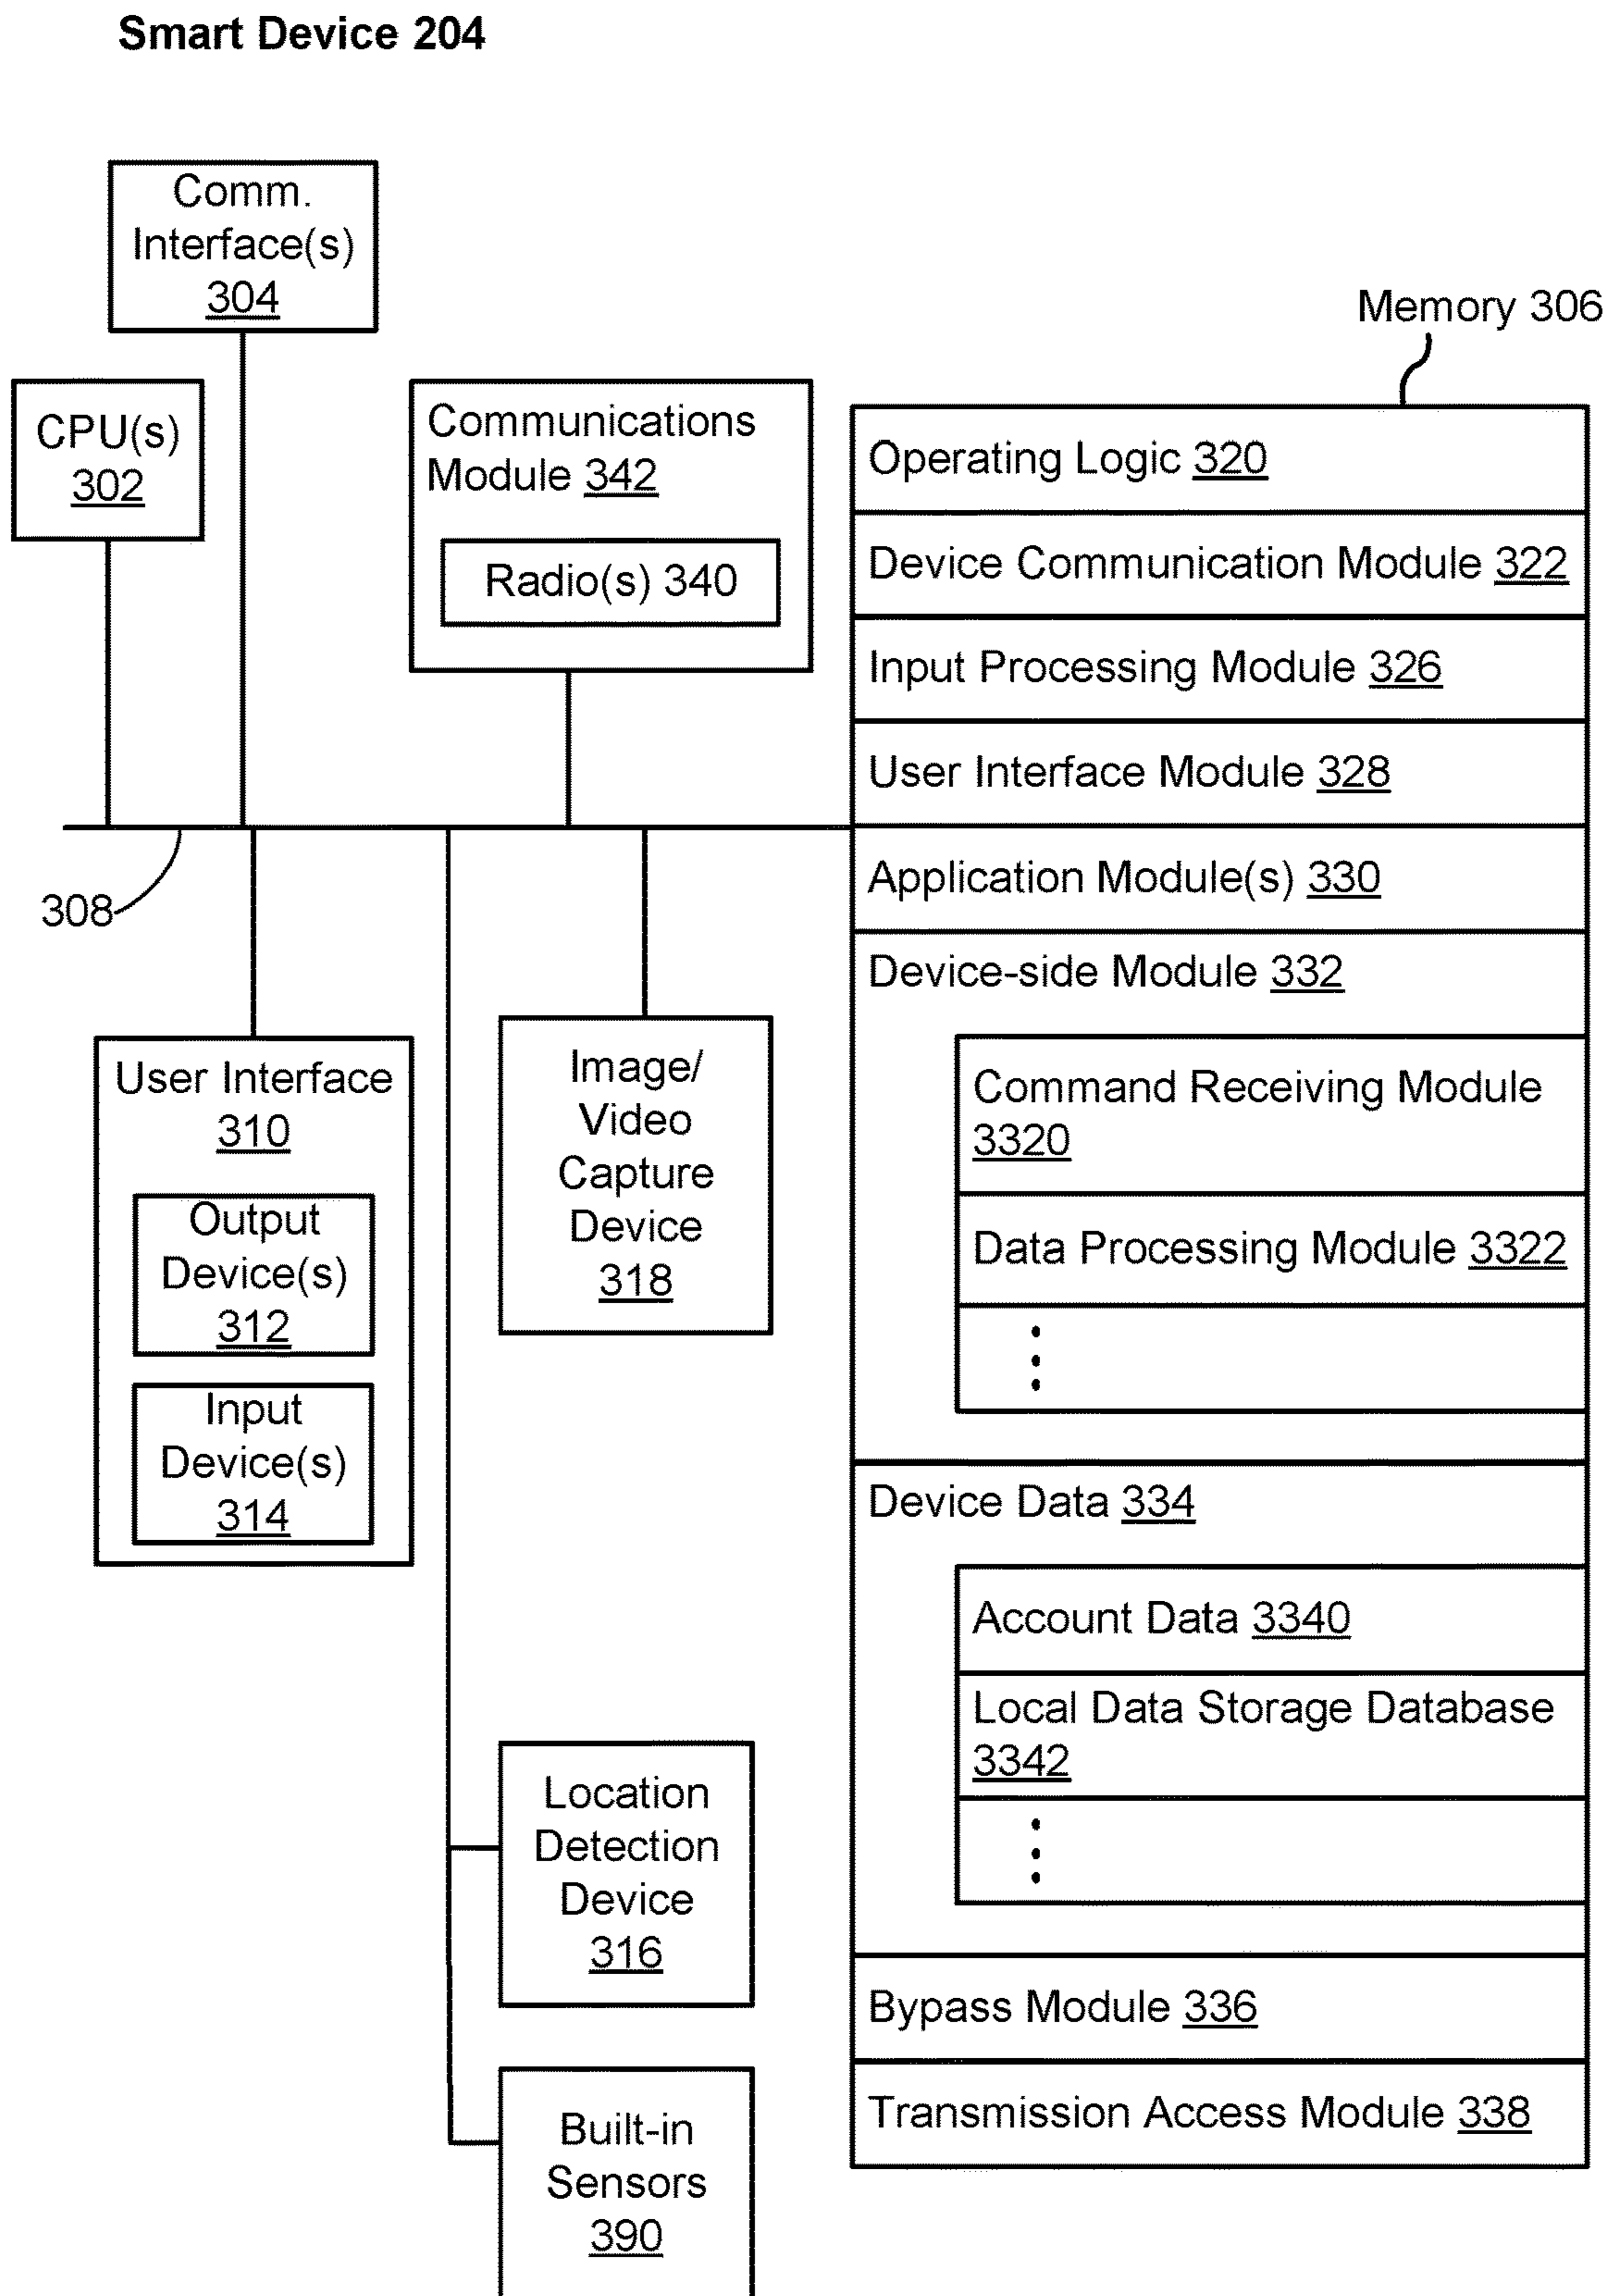 Smart Device 204
Comm.
Interface(s)
304
Memory 306
CPU(s)
302
Communications
Module 342
Radio(s) 340
Operating Logic 320
Device Communication Module 322
Input Processing Module 326
User Interface Module 328
308
Application Module(s) 330
Device-side Module 332
Command Receiving Module
3320
Data Processing Module 3322
User Interface
310
Output
Device(s)
312
Input
Device(s)
314
Image/
Video
Capture
Device
318
Device Data 334
Account Data 3340
Local Data Storage Database
3342
Location
Detection
Device
316
Bypass Module 336
Transmission Access Module 338
Built-in
Sensors
390